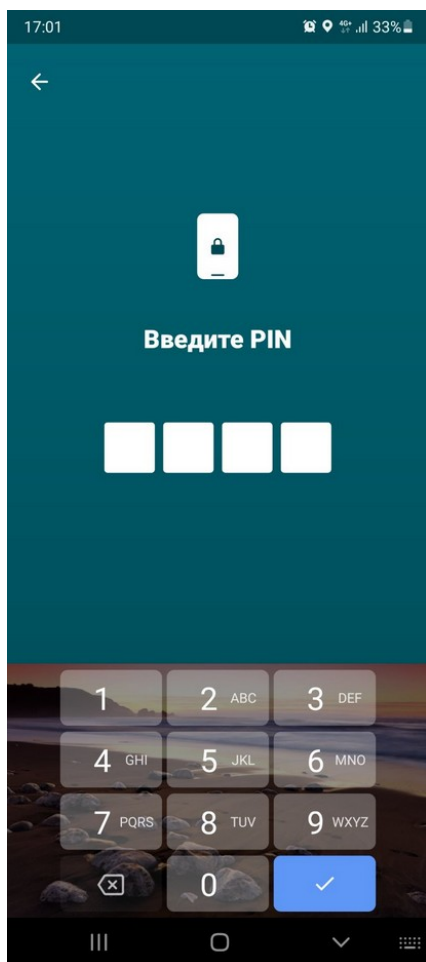 17:01 4G+ 33%
Введите PIN
1 2 ABC 3 DEF
4 GHI 5 JKL 6 MNO
7 PQRS 8 TUV 9 WXYZ
0